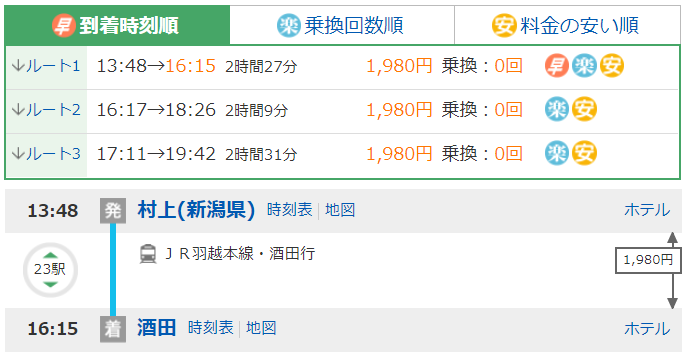 早 到着時刻順 楽 乗換回数順 安 料金の安い順
↓ルート1 13:48→16:15 2時間27分 1,980円 乗換：0回 早 楽 安
↓ルート2 16:17→18:26 2時間9分 1,980円 乗換：0回 楽 安
↓ルート3 17:11→19:42 2時間31分 1,980円 乗換：0回 楽 安
13:48 発 村上(新潟県) 時刻表 | 地図 ホテル
ＪＲ羽越本線・酒田行
23駅 1,980円
16:15 着 酒田 時刻表 | 地図 ホテル